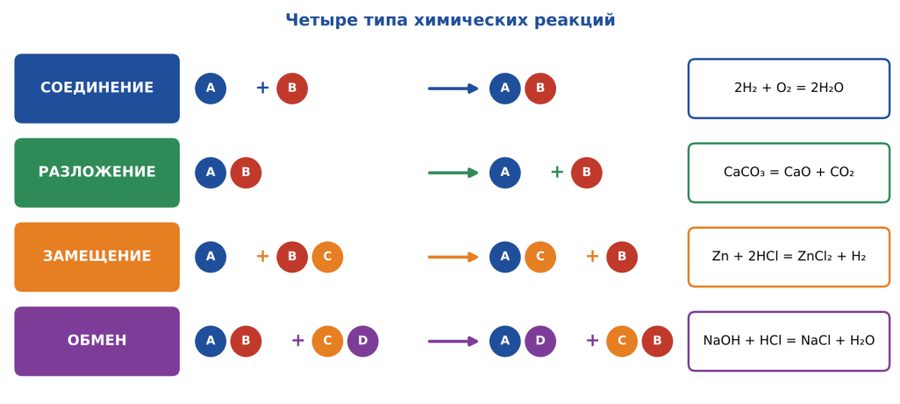 Четыре типа химических реакций
СОЕДИНЕНИЕ A + B A B 2H₂ + O₂ = 2H₂O
РАЗЛОЖЕНИЕ A B A + B CaCO₃ = CaO + CO₂
ЗАМЕЩЕНИЕ A + B C A C + B Zn + 2HCl = ZnCl₂ + H₂
ОБМЕН A B + C D A D + C B NaOH + HCl = NaCl + H₂O